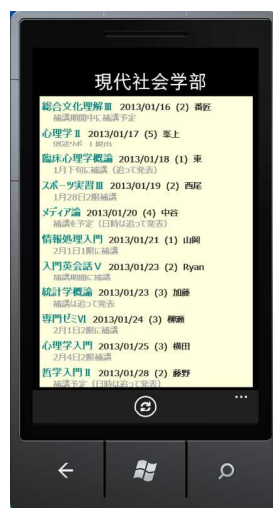 現代社会学部
総合文化理解Ⅲ 2013/01/16 (2) 番匠
補講期間中に補講予定
心理学Ⅱ 2013/01/17 (5) 峯上
臨床心理学概論 2013/01/18 (1) 東
1月下旬に補講（追って発表）
スポーツ実習Ⅲ 2013/01/19 (2) 西尾
1月28日2限補講
メディア論 2013/01/20 (4) 中谷
補講を予定（日時は追って発表）
情報処理入門 2013/01/21 (1) 山岡
2月1日1限に補講
入門英会話Ⅴ 2013/01/23 (2) Ryan
補講期間に補講
統計学概論 2013/01/23 (3) 加藤
補講は追って発表
専門ゼミⅥ 2013/01/24 (3) 柳瀬
2月1日2限に補講
心理学入門 2013/01/25 (3) 横田
2月4日2限補講
哲学入門Ⅱ 2013/01/28 (2) 藤野
補講予定（日時は追って発表）